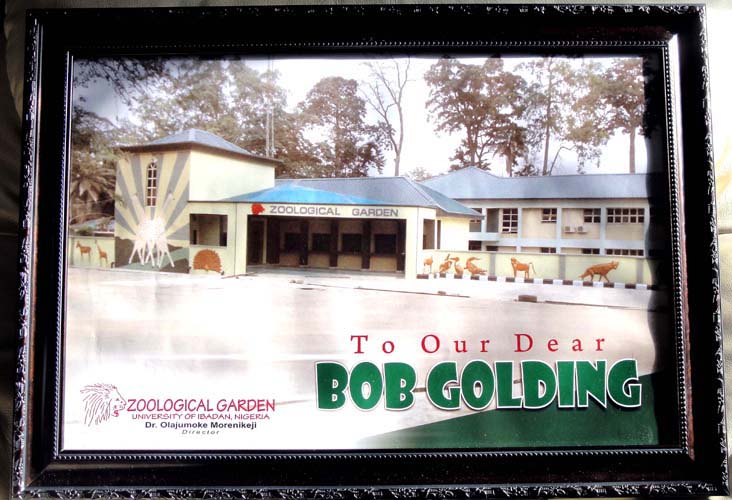 ZOOLOGICAL GARDEN
To Our Dear
BOB GOLDING
ZOOLOGICAL GARDEN
UNIVERSITY OF IBADAN, NIGERIA
Dr. Olajumoke Morenikeji
Director